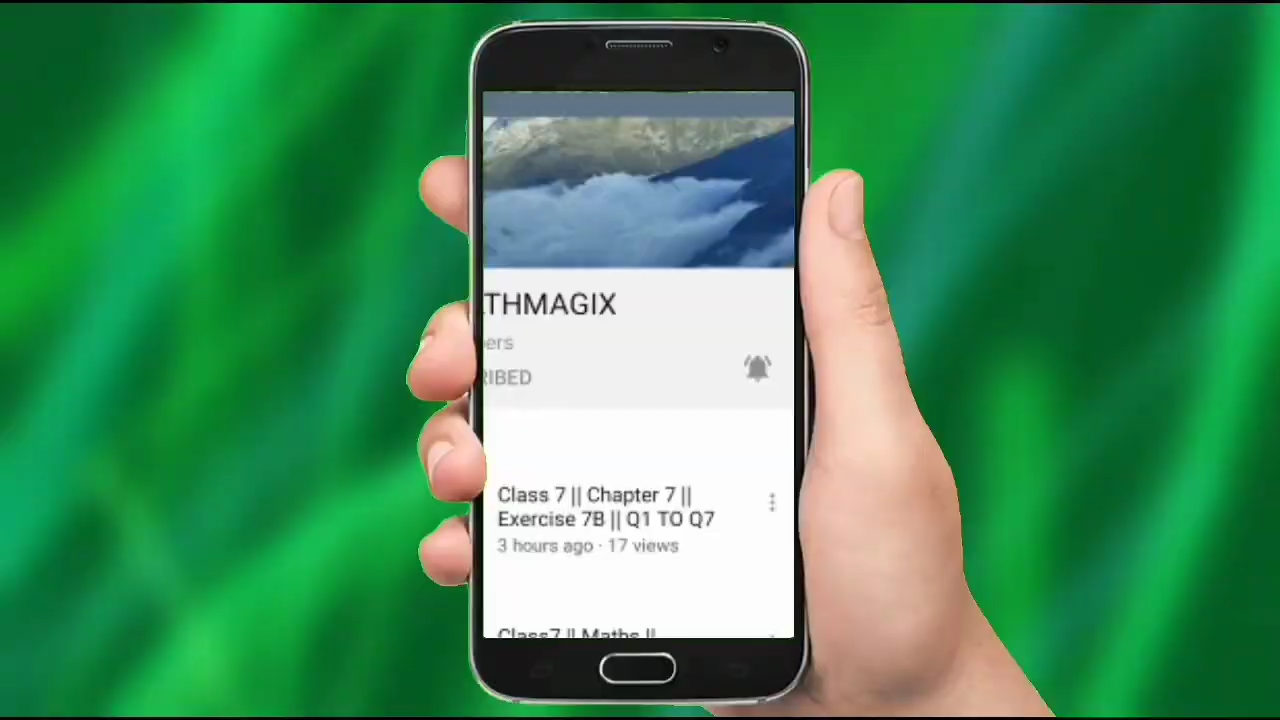 THMAGIX
ers
RIBED
Class 7 || Chapter 7 ||
Exercise 7B || Q1 TO Q7
3 hours ago · 17 views
Class7 || Maths ||